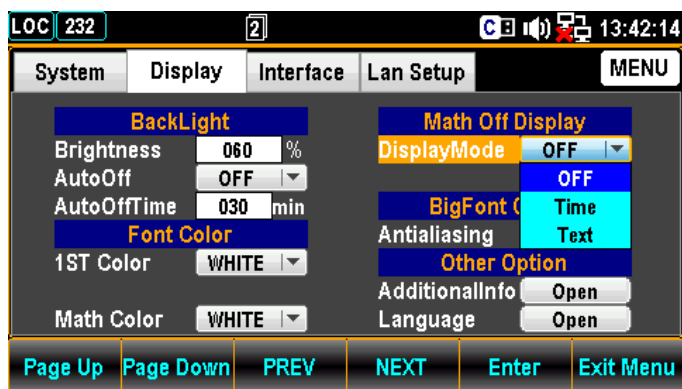 LOC 232 2 C 13:42:14
System Display Interface Lan Setup MENU
BackLight
Brightness 060 %
AutoOff OFF
AutoOffTime 030 min
Font Color
1ST Color WHITE
Math Color WHITE
Math Off Display
DisplayMode OFF
OFF
Time
Text
BigFont
Antialiasing
Other Option
AdditionalInfo Open
Language Open
Page Up Page Down PREV NEXT Enter Exit Menu